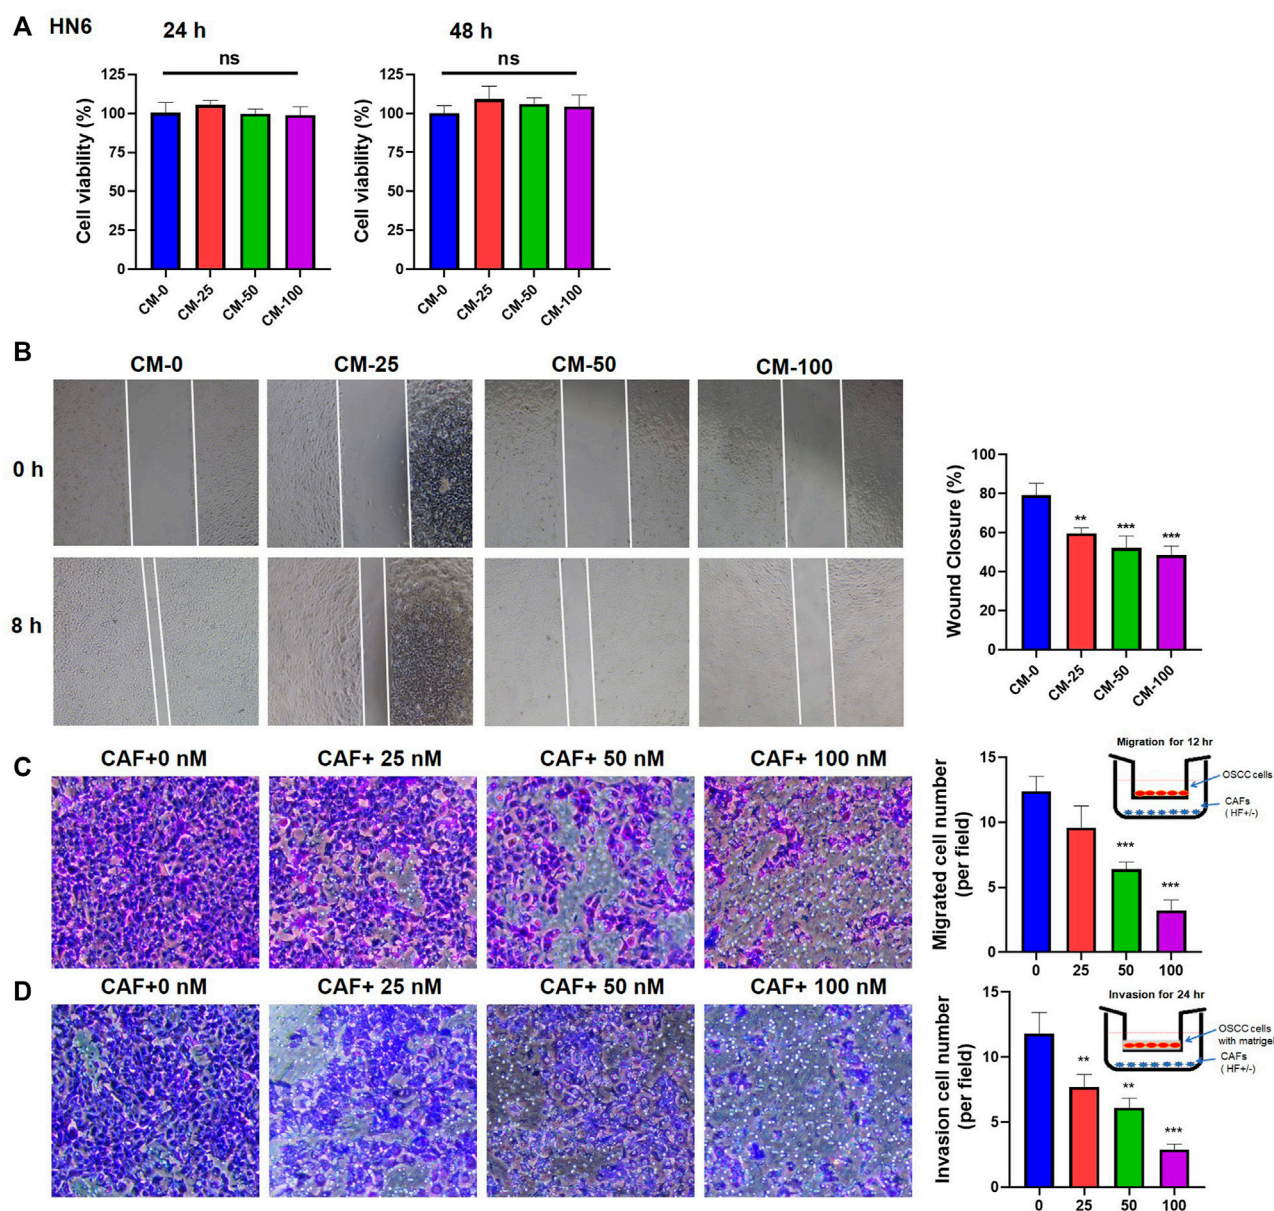 A HN6
24 h
48 h
ns
ns
Cell viability (%)
125
100
75
50
25
0
CM-0
CM-25
CM-50
CM-100
Cell viability (%)
125
100
75
50
25
0
CM-0
CM-25
CM-50
CM-100
B
CM-0
CM-25
CM-50
CM-100
0 h
8 h
Wound Closure (%)
100
80
60
40
20
0
**
***
***
CM-0
CM-25
CM-50
CM-100
C
CAF+0 nM
CAF+ 25 nM
CAF+ 50 nM
CAF+ 100 nM
Migrated cell number
(per field)
15
10
5
0
***
***
0
25
50
100
Migration for 12 hr
OSCC cells
CAFs
( HF+/-)
D
CAF+0 nM
CAF+ 25 nM
CAF+ 50 nM
CAF+ 100 nM
Invasion cell number
(per field)
15
10
5
0
**
**
***
0
25
50
100
Invasion for 24 hr
OSCC cells
with matrigel
CAFs
( HF+/-)